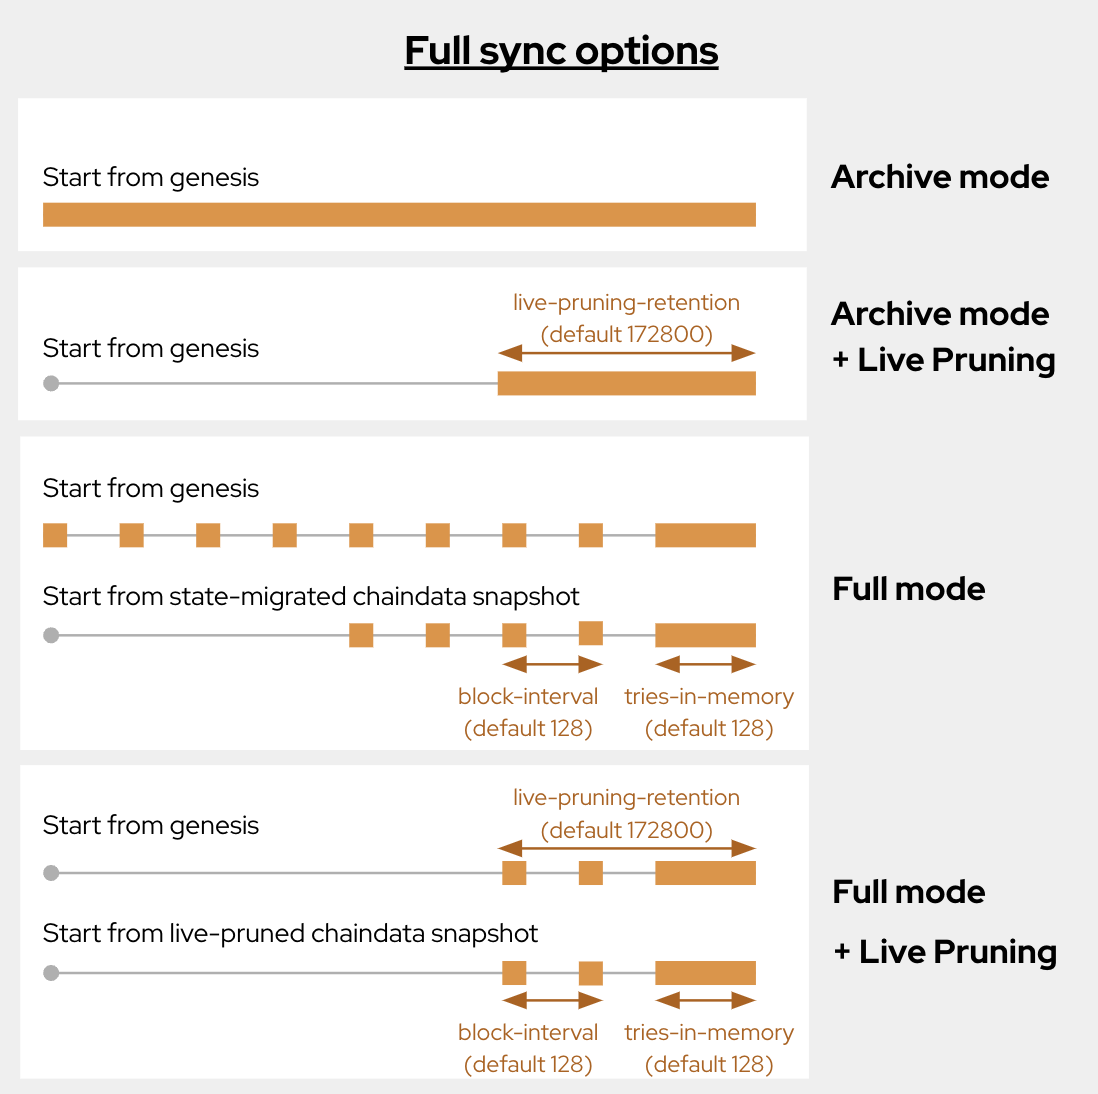 Full sync options
Start from genesis
Archive mode
live-pruning-retention
(default 172800)
Start from genesis
Archive mode
+ Live Pruning
Start from genesis
Start from state-migrated chaindata snapshot
block-interval
(default 128)
tries-in-memory
(default 128)
Full mode
live-pruning-retention
(default 172800)
Start from genesis
Start from live-pruned chaindata snapshot
block-interval
(default 128)
tries-in-memory
(default 128)
Full mode
+ Live Pruning